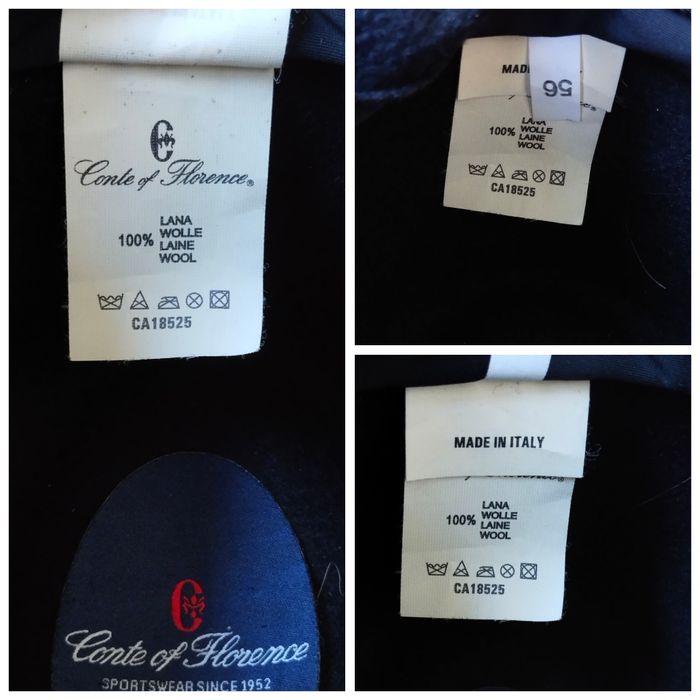 C
Conte of Florence®
100% LANA
WOLLE
LAINE
WOOL
CA18525
C
Conte of Florence
SPORTSWEAR SINCE 1952
MAD
56
100% LANA
WOLLE
LAINE
WOOL
CA18525
MADE IN ITALY
100% LANA
WOLLE
LAINE
WOOL
CA18525